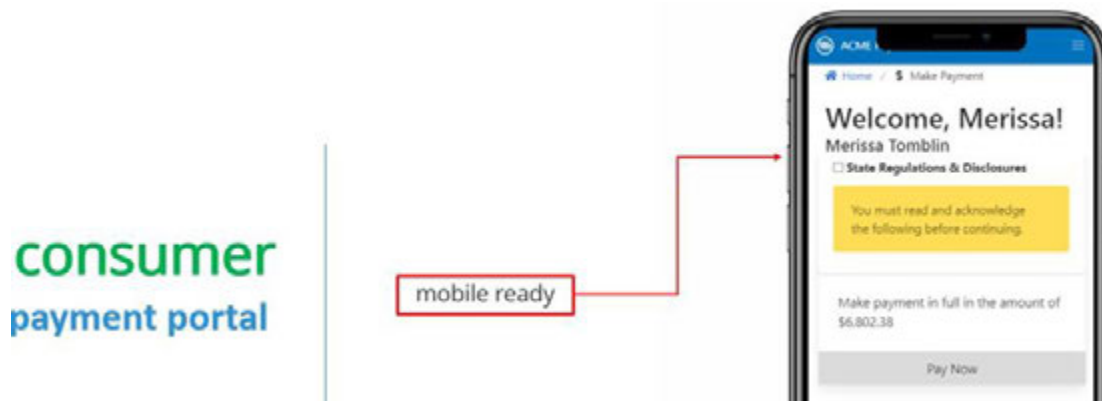 consumer
payment portal
mobile ready
ACME
Home / $ Make Payment
Welcome, Merissa!
Merissa Tomblin
State Regulations & Disclosures
You must read and acknowledge
the following before continuing.
Make payment in full in the amount of
$6,802.38
Pay Now